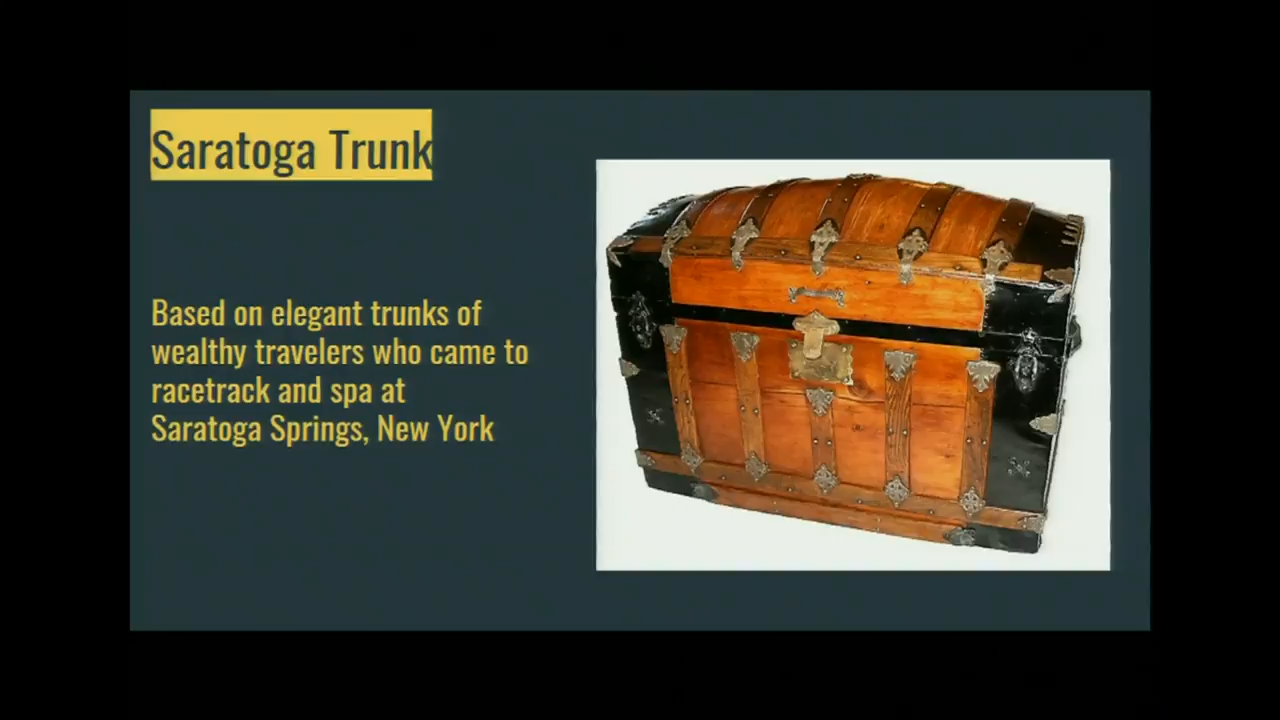 Saratoga Trunk
Based on elegant trunks of
wealthy travelers who came to
racetrack and spa at
Saratoga Springs, New York